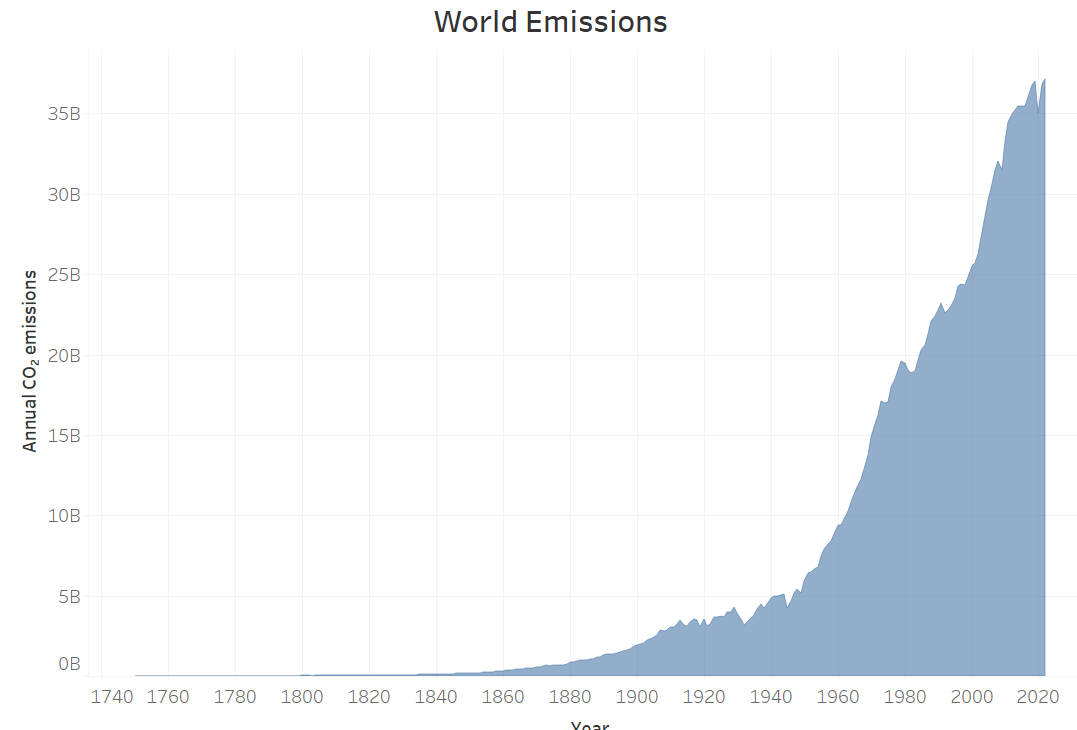 World Emissions
Annual CO₂ emissions
35B
30B
25B
20B
15B
10B
5B
0B
1740 1760 1780 1800 1820 1840 1860 1880 1900 1920 1940 1960 1980 2000 2020
Year